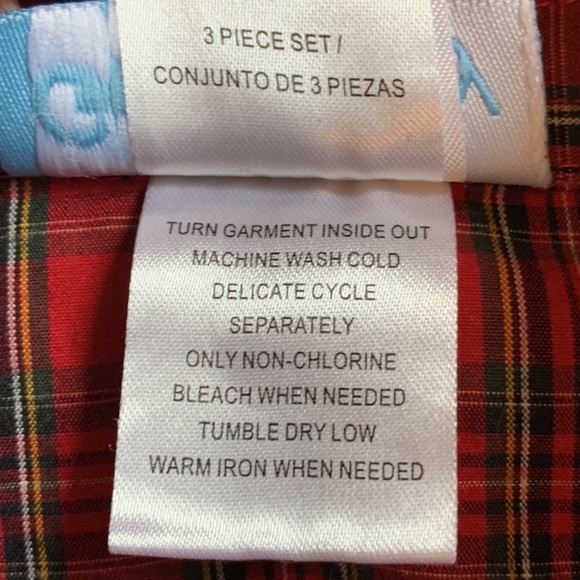 3 PIECE SET /
CONJUNTO DE 3 PIEZAS
TURN GARMENT INSIDE OUT
MACHINE WASH COLD
DELICATE CYCLE
SEPARATELY
ONLY NON-CHLORINE
BLEACH WHEN NEEDED
TUMBLE DRY LOW
WARM IRON WHEN NEEDED